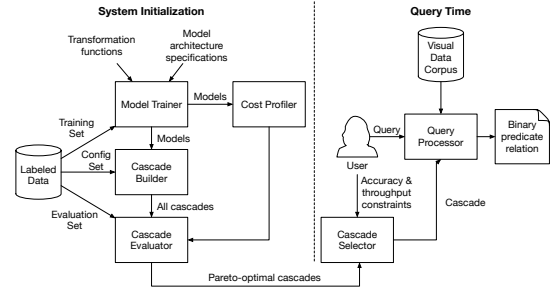 System Initialization
Query Time
Transformation
functions
Model
architecture
specifications
Visual
Data
Corpus
Model Trainer
Models
Cost Profiler
Training
Set
Models
Query
Query
Processor
Binary
predicate
relation
Labeled
Data
Config
Set
Cascade
Builder
User
Evaluation
Set
All cascades
Accuracy &
throughput
constraints
Cascade
Cascade
Evaluator
Cascade
Selector
Pareto-optimal cascades